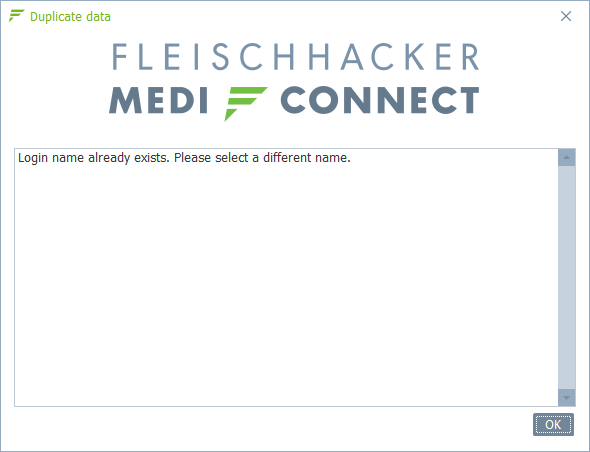 Duplicate data
FLEISCHHACKER
MEDI CONNECT
Login name already exists. Please select a different name.
OK